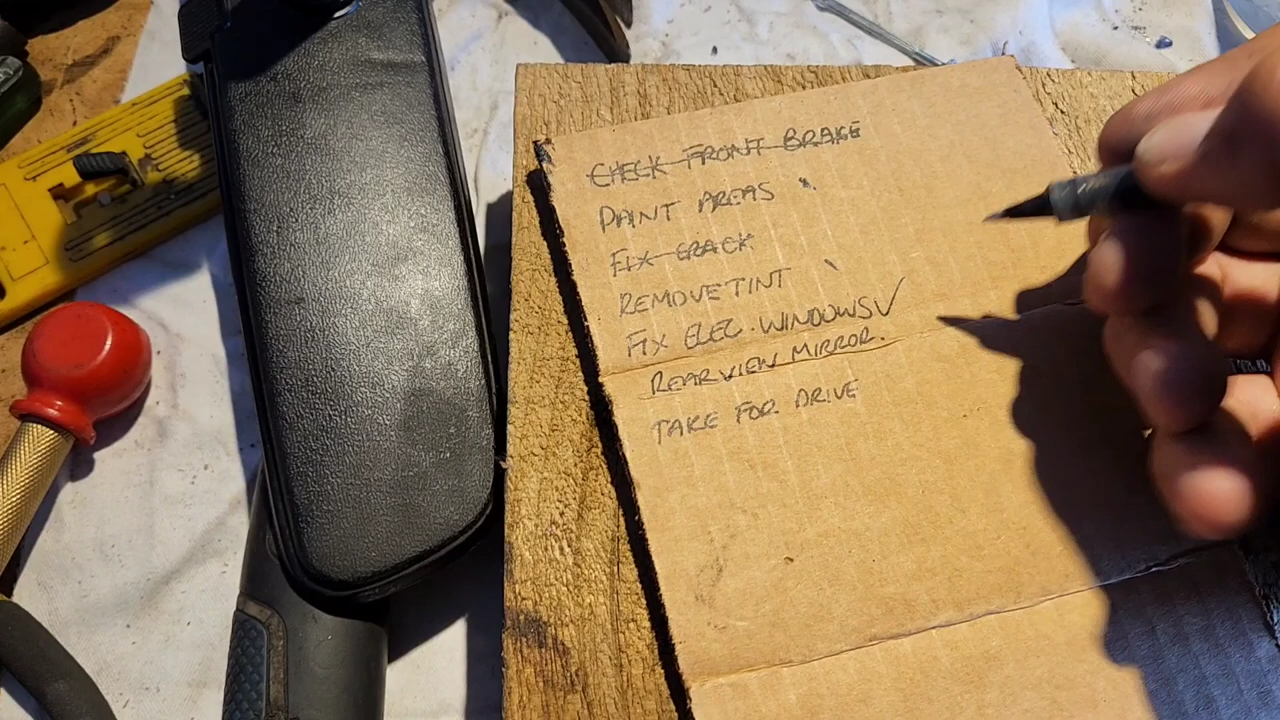 CHECK FRONT BRAKE
PAINT AREAS
FIX CRACK
REMOVE TINT
FIX ELEC. WINDOWS ✓
REARVIEW MIRROR.
TAKE FOR DRIVE